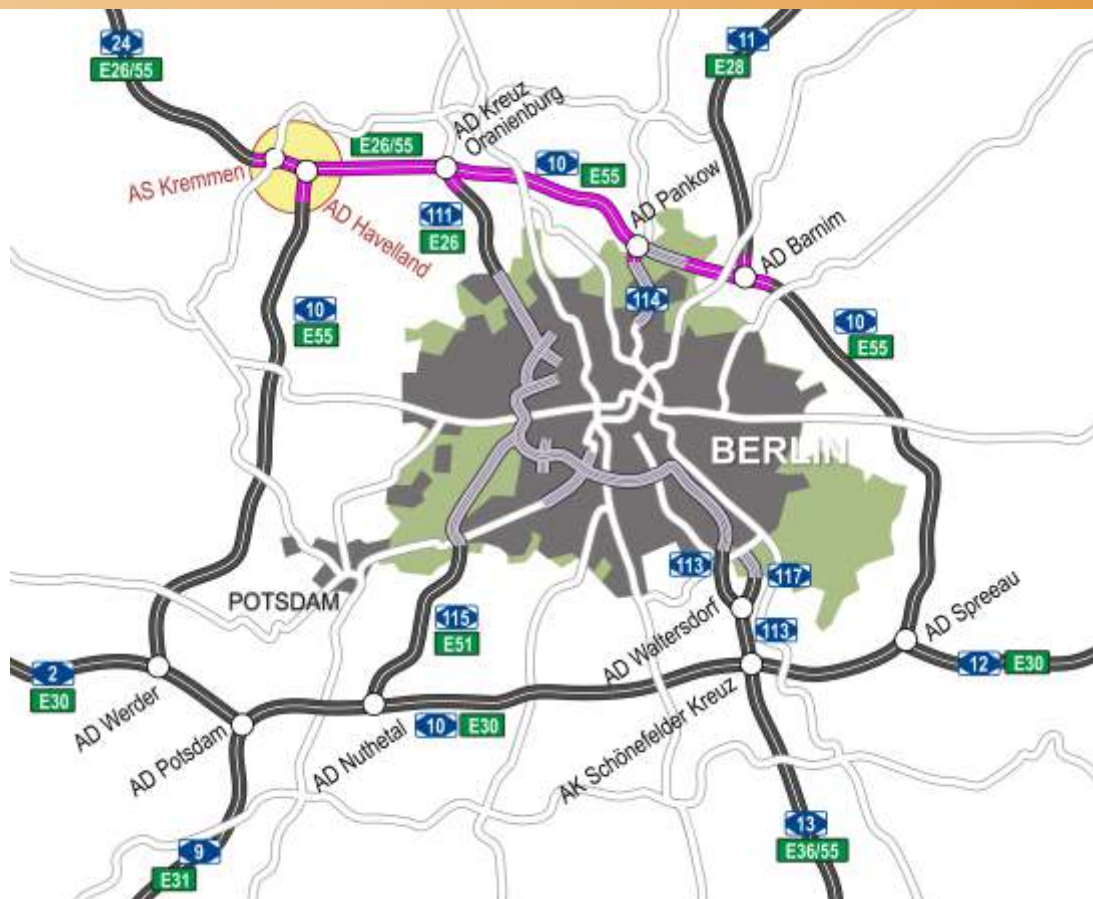 24
E26/55
11
E28
AD Kreuz
Oranienburg
E26/55
10
E55
AS Kremmen
AD Pankow
AD Havelland
111
E26
AD Barnim
114
10
E55
10
E55
BERLIN
113
117
POTSDAM
115
E51
AD Waltersdorf
113
AD Spreeau
2
E30
12
E30
AD Werder
AD Potsdam
AD Nuthetal
10
E30
AK Schönefelder Kreuz
13
E36/55
9
E31